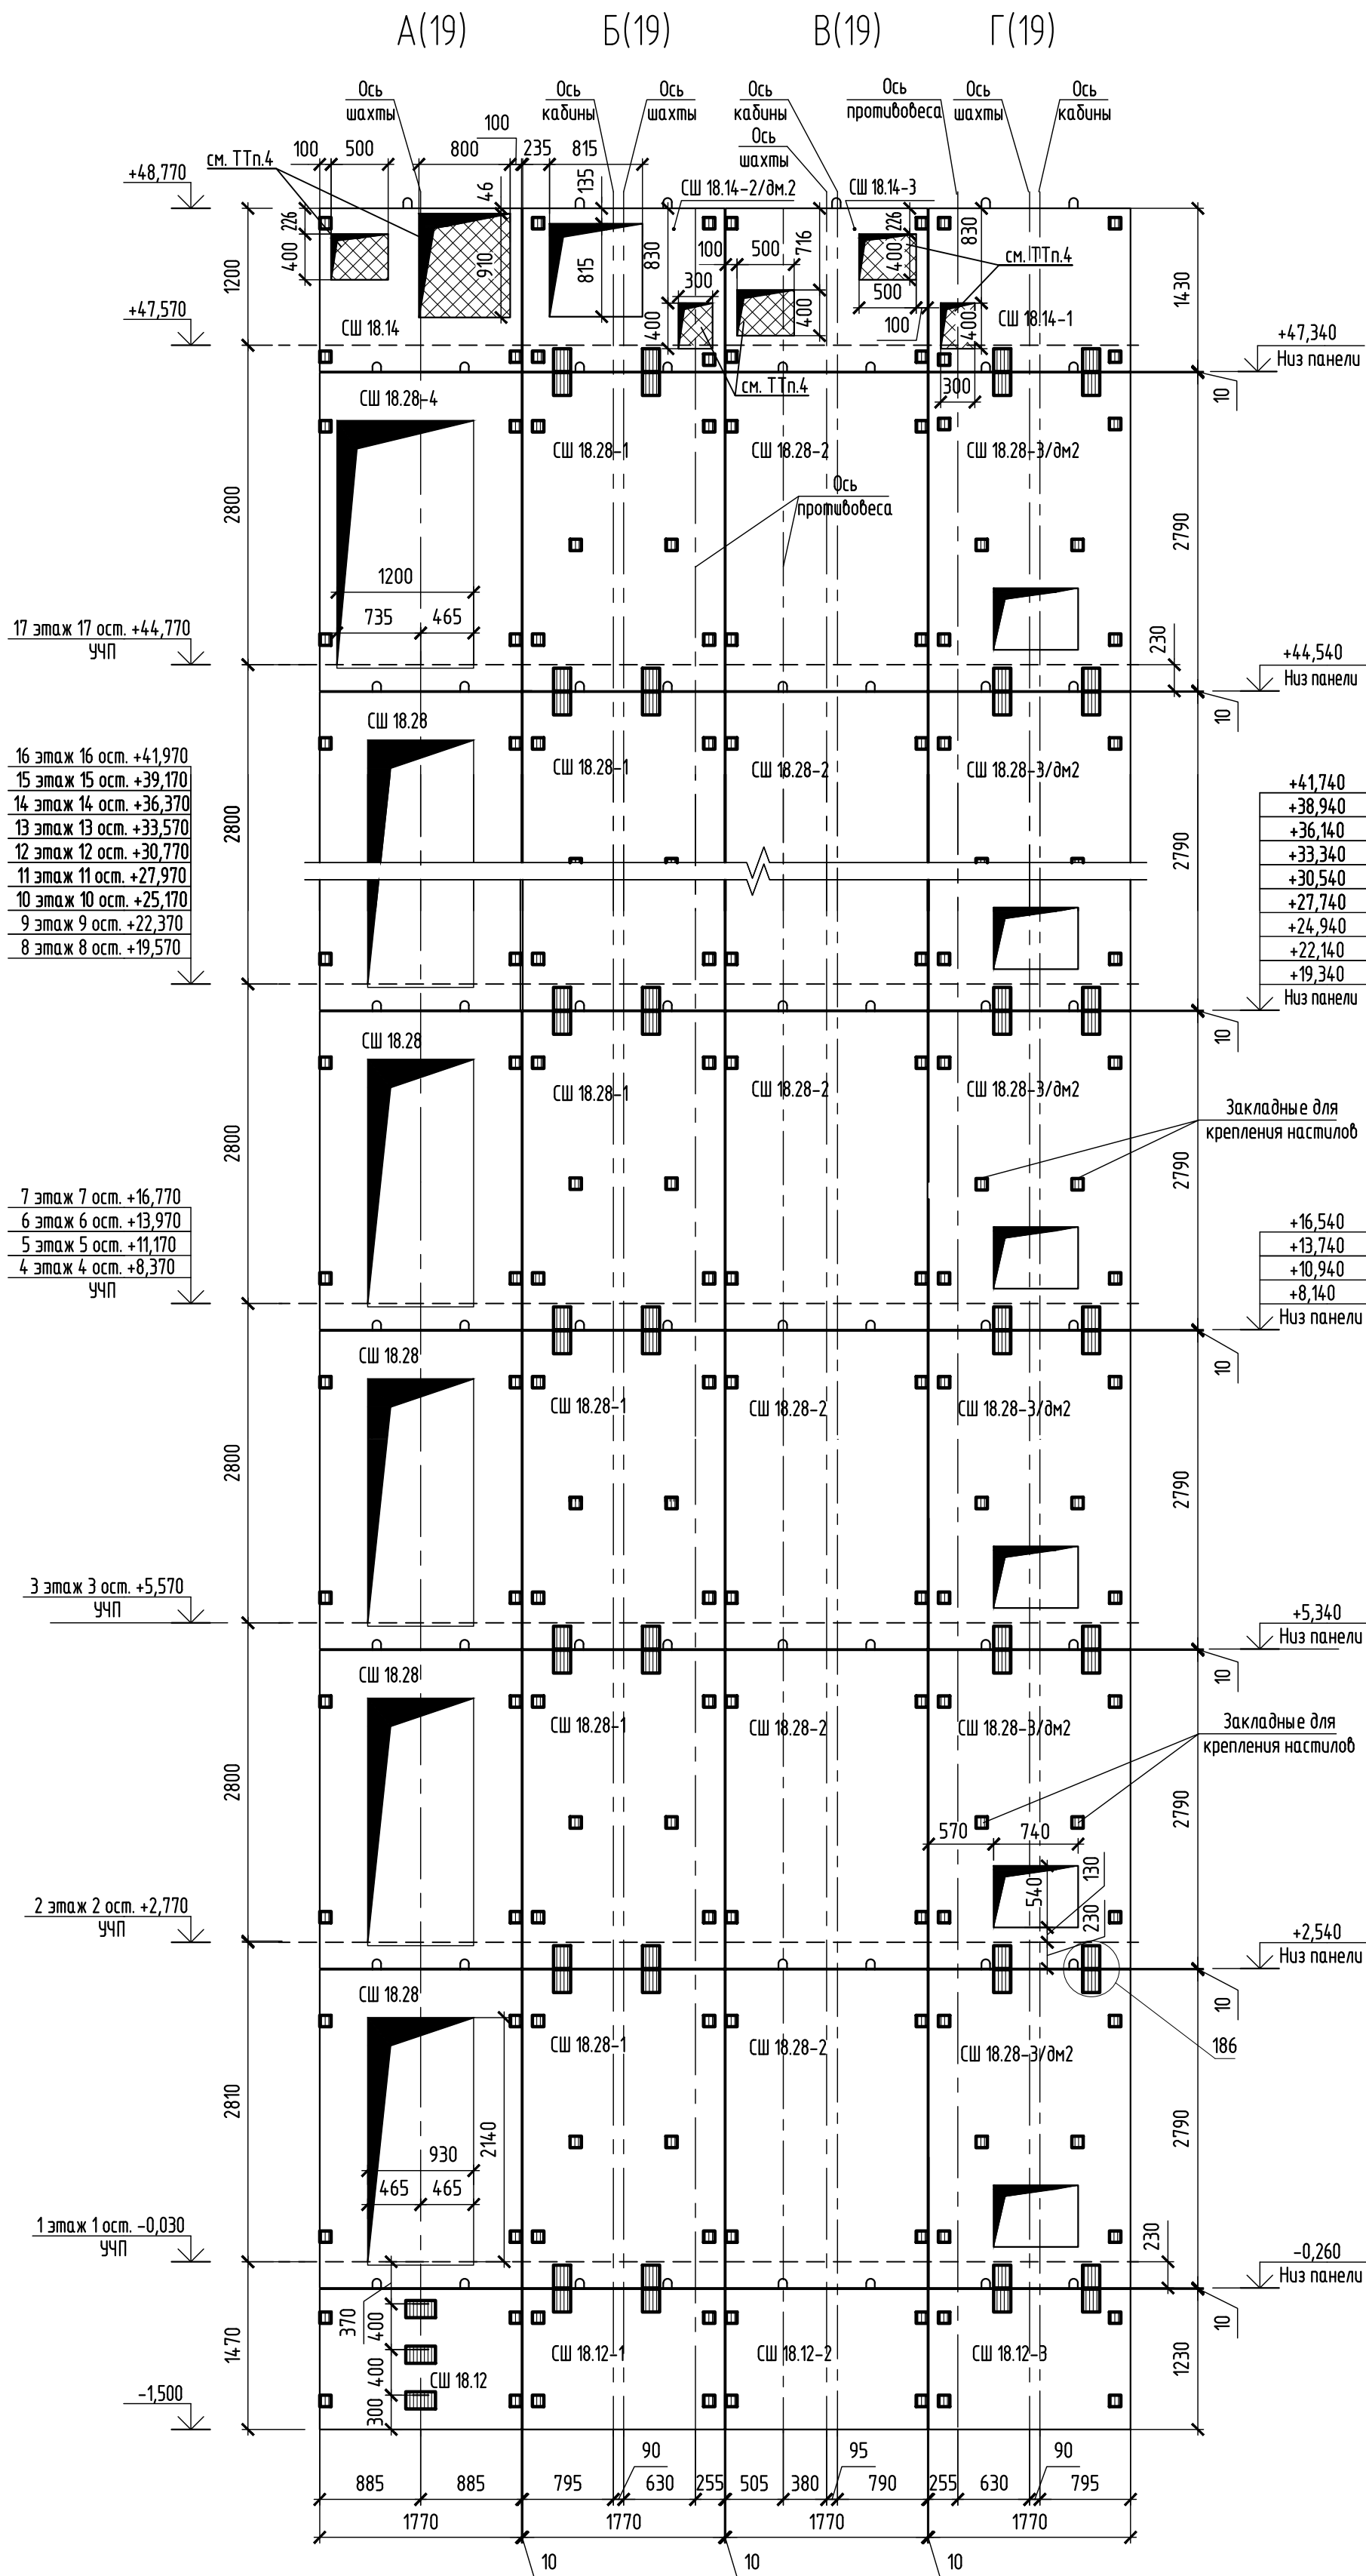 А(19)
Б(19)
В(19)
Г(19)
Ось
шахты
Ось
кабины
Ось
шахты
Ось
кабины
Ось
шахты
Ось
противовеса
Ось
шахты
Ось
кабины
100
500
800
100
235
815
см. ТТп.4
+48,770
46
135
СШ 18.14-2/дм.2
СШ 18.14-3
226
400
910
815
830
100
500
716
226
400
830
см. ТТп.4
1200
1430
300
400
400
500
100
400
СШ 18.14-1
+47,570
СШ 18.14
см. ТТп.4
300
+47,340
Низ панели
10
СШ 18.28-4
СШ 18.28-1
СШ 18.28-2
СШ 18.28-3/дм2
Ось
противовеса
2800
2790
1200
735
465
17 этаж 17 ост. +44,770
УЧП
230
+44,540
Низ панели
10
СШ 18.28
СШ 18.28-1
СШ 18.28-2
СШ 18.28-3/дм2
16 этаж 16 ост. +41,970
15 этаж 15 ост. +39,170
14 этаж 14 ост. +36,370
13 этаж 13 ост. +33,570
12 этаж 12 ост. +30,770
11 этаж 11 ост. +27,970
10 этаж 10 ост. +25,170
9 этаж 9 ост. +22,370
8 этаж 8 ост. +19,570
2800
2790
+41,740
+38,940
+36,140
+33,340
+30,540
+27,740
+24,940
+22,140
+19,340
Низ панели
10
СШ 18.28
СШ 18.28-1
СШ 18.28-2
СШ 18.28-3/дм2
Закладные для
крепления настилов
2800
2790
7 этаж 7 ост. +16,770
6 этаж 6 ост. +13,970
5 этаж 5 ост. +11,170
4 этаж 4 ост. +8,370
УЧП
+16,540
+13,740
+10,940
+8,140
Низ панели
10
СШ 18.28
СШ 18.28-1
СШ 18.28-2
СШ 18.28-3/дм2
2800
2790
3 этаж 3 ост. +5,570
УЧП
+5,340
Низ панели
10
СШ 18.28
СШ 18.28-1
СШ 18.28-2
СШ 18.28-3/дм2
Закладные для
крепления настилов
2800
2790
570
740
540
130
230
2 этаж 2 ост. +2,770
УЧП
+2,540
Низ панели
10
186
СШ 18.28
СШ 18.28-1
СШ 18.28-2
СШ 18.28-3/дм2
2810
2790
2140
930
465
465
1 этаж 1 ост. -0,030
УЧП
230
-0,260
Низ панели
10
370
400
400
300
1470
1230
СШ 18.12
СШ 18.12-1
СШ 18.12-2
СШ 18.12-3
-1,500
90
95
90
885
885
795
630
255
505
380
790
255
630
795
1770
1770
1770
1770
10
10
10